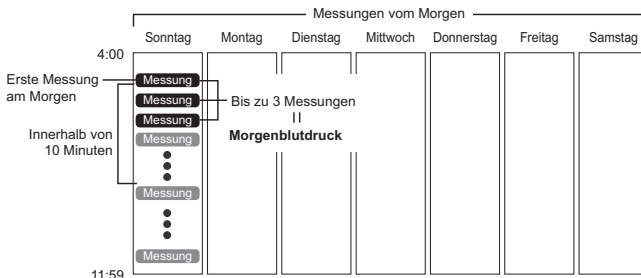 Messungen vom Morgen
Sonntag Montag Dienstag Mittwoch Donnerstag Freitag Samstag
4:00
Erste Messung
am Morgen
Innerhalb von
10 Minuten
Messung
Messung
Messung
Messung
Messung
Messung
Bis zu 3 Messungen
=
Morgenblutdruck
11:59